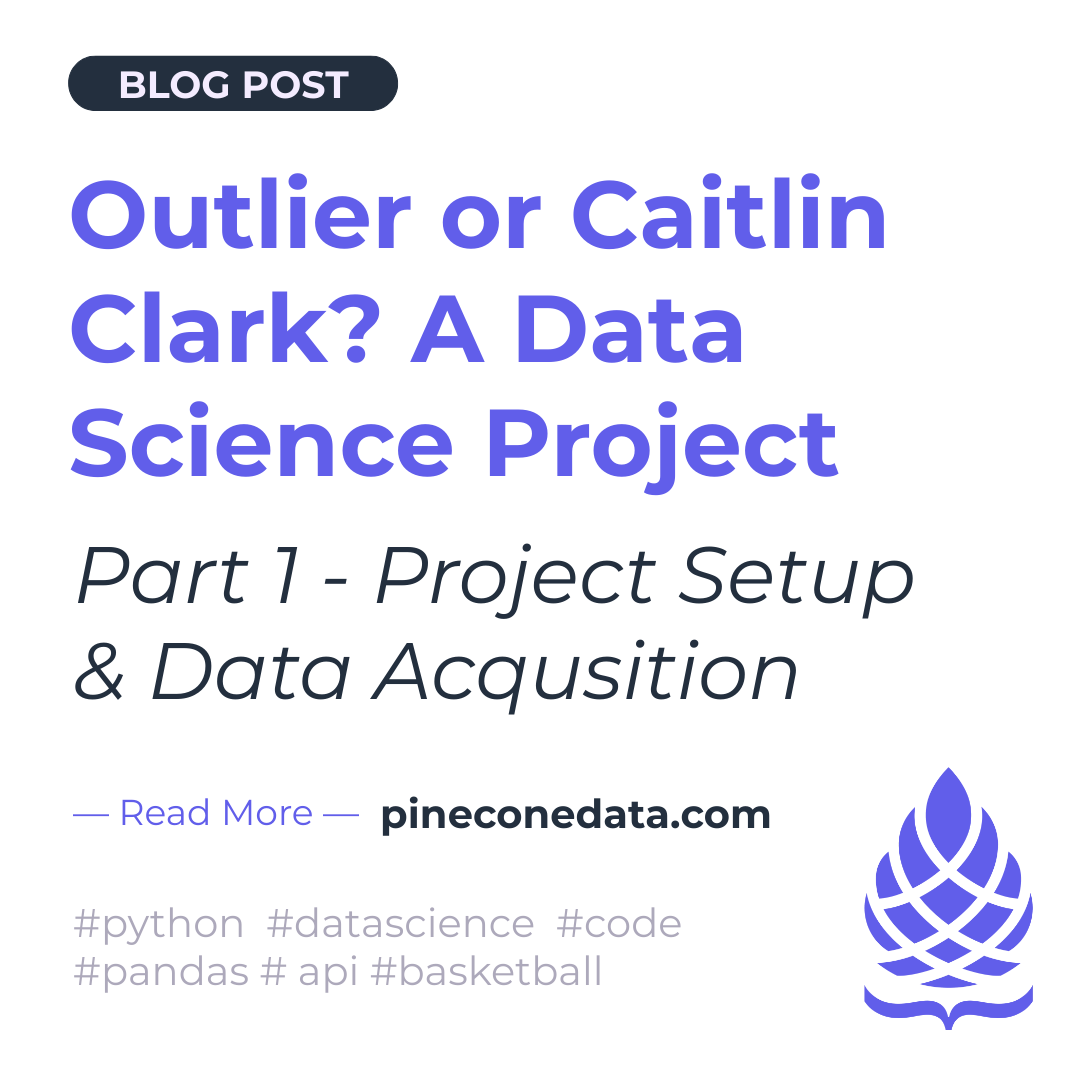 BLOG POST
Outlier or Caitlin
Clark? A Data
Science Project
Part 1 - Project Setup
& Data Acqusition
— Read More — pineconedata.com
#python #datascience #code
#pandas # api #basketball